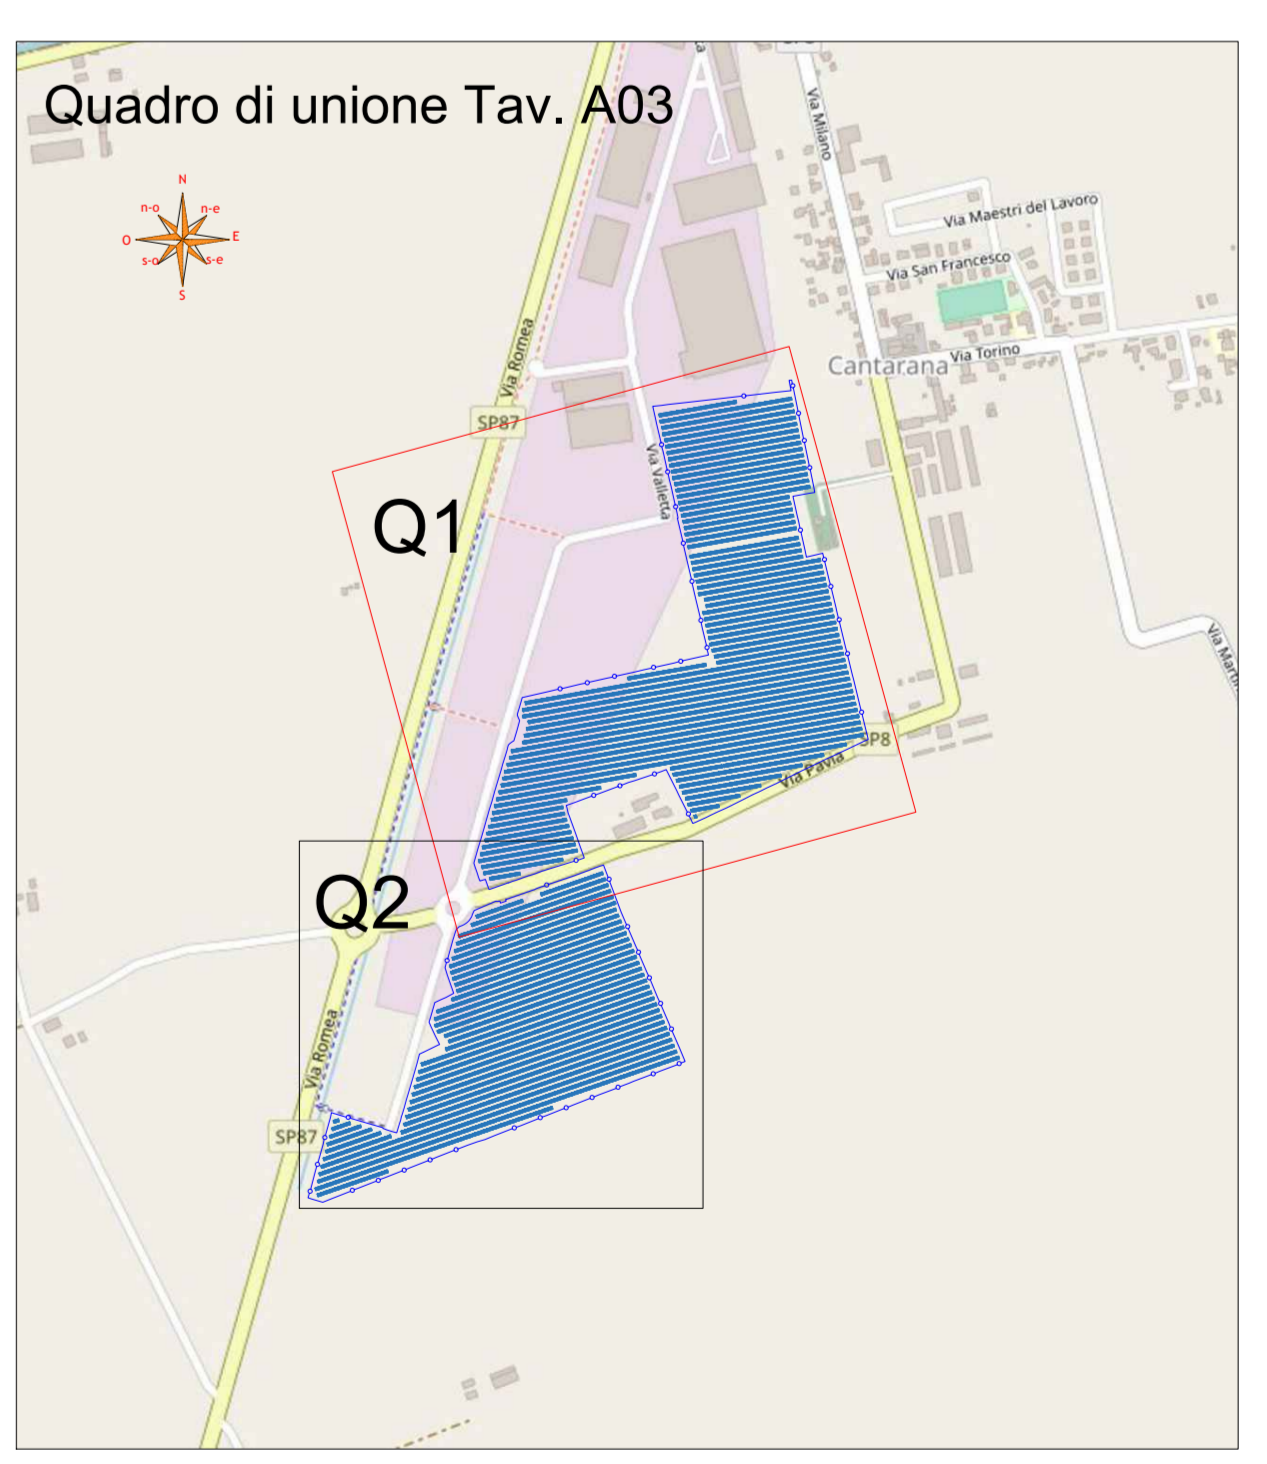 Quadro di unione Tav. A03
N
n-o
n-e
O
E
s-o
s-e
S
Via Milano
Via Maestri del Lavoro
Via San Francesco
Via Torino
Cantarana
Via Romea
SP87
Via Valletta
Q1
SP8
Via Pavia
Q2
Via Romea
SP87